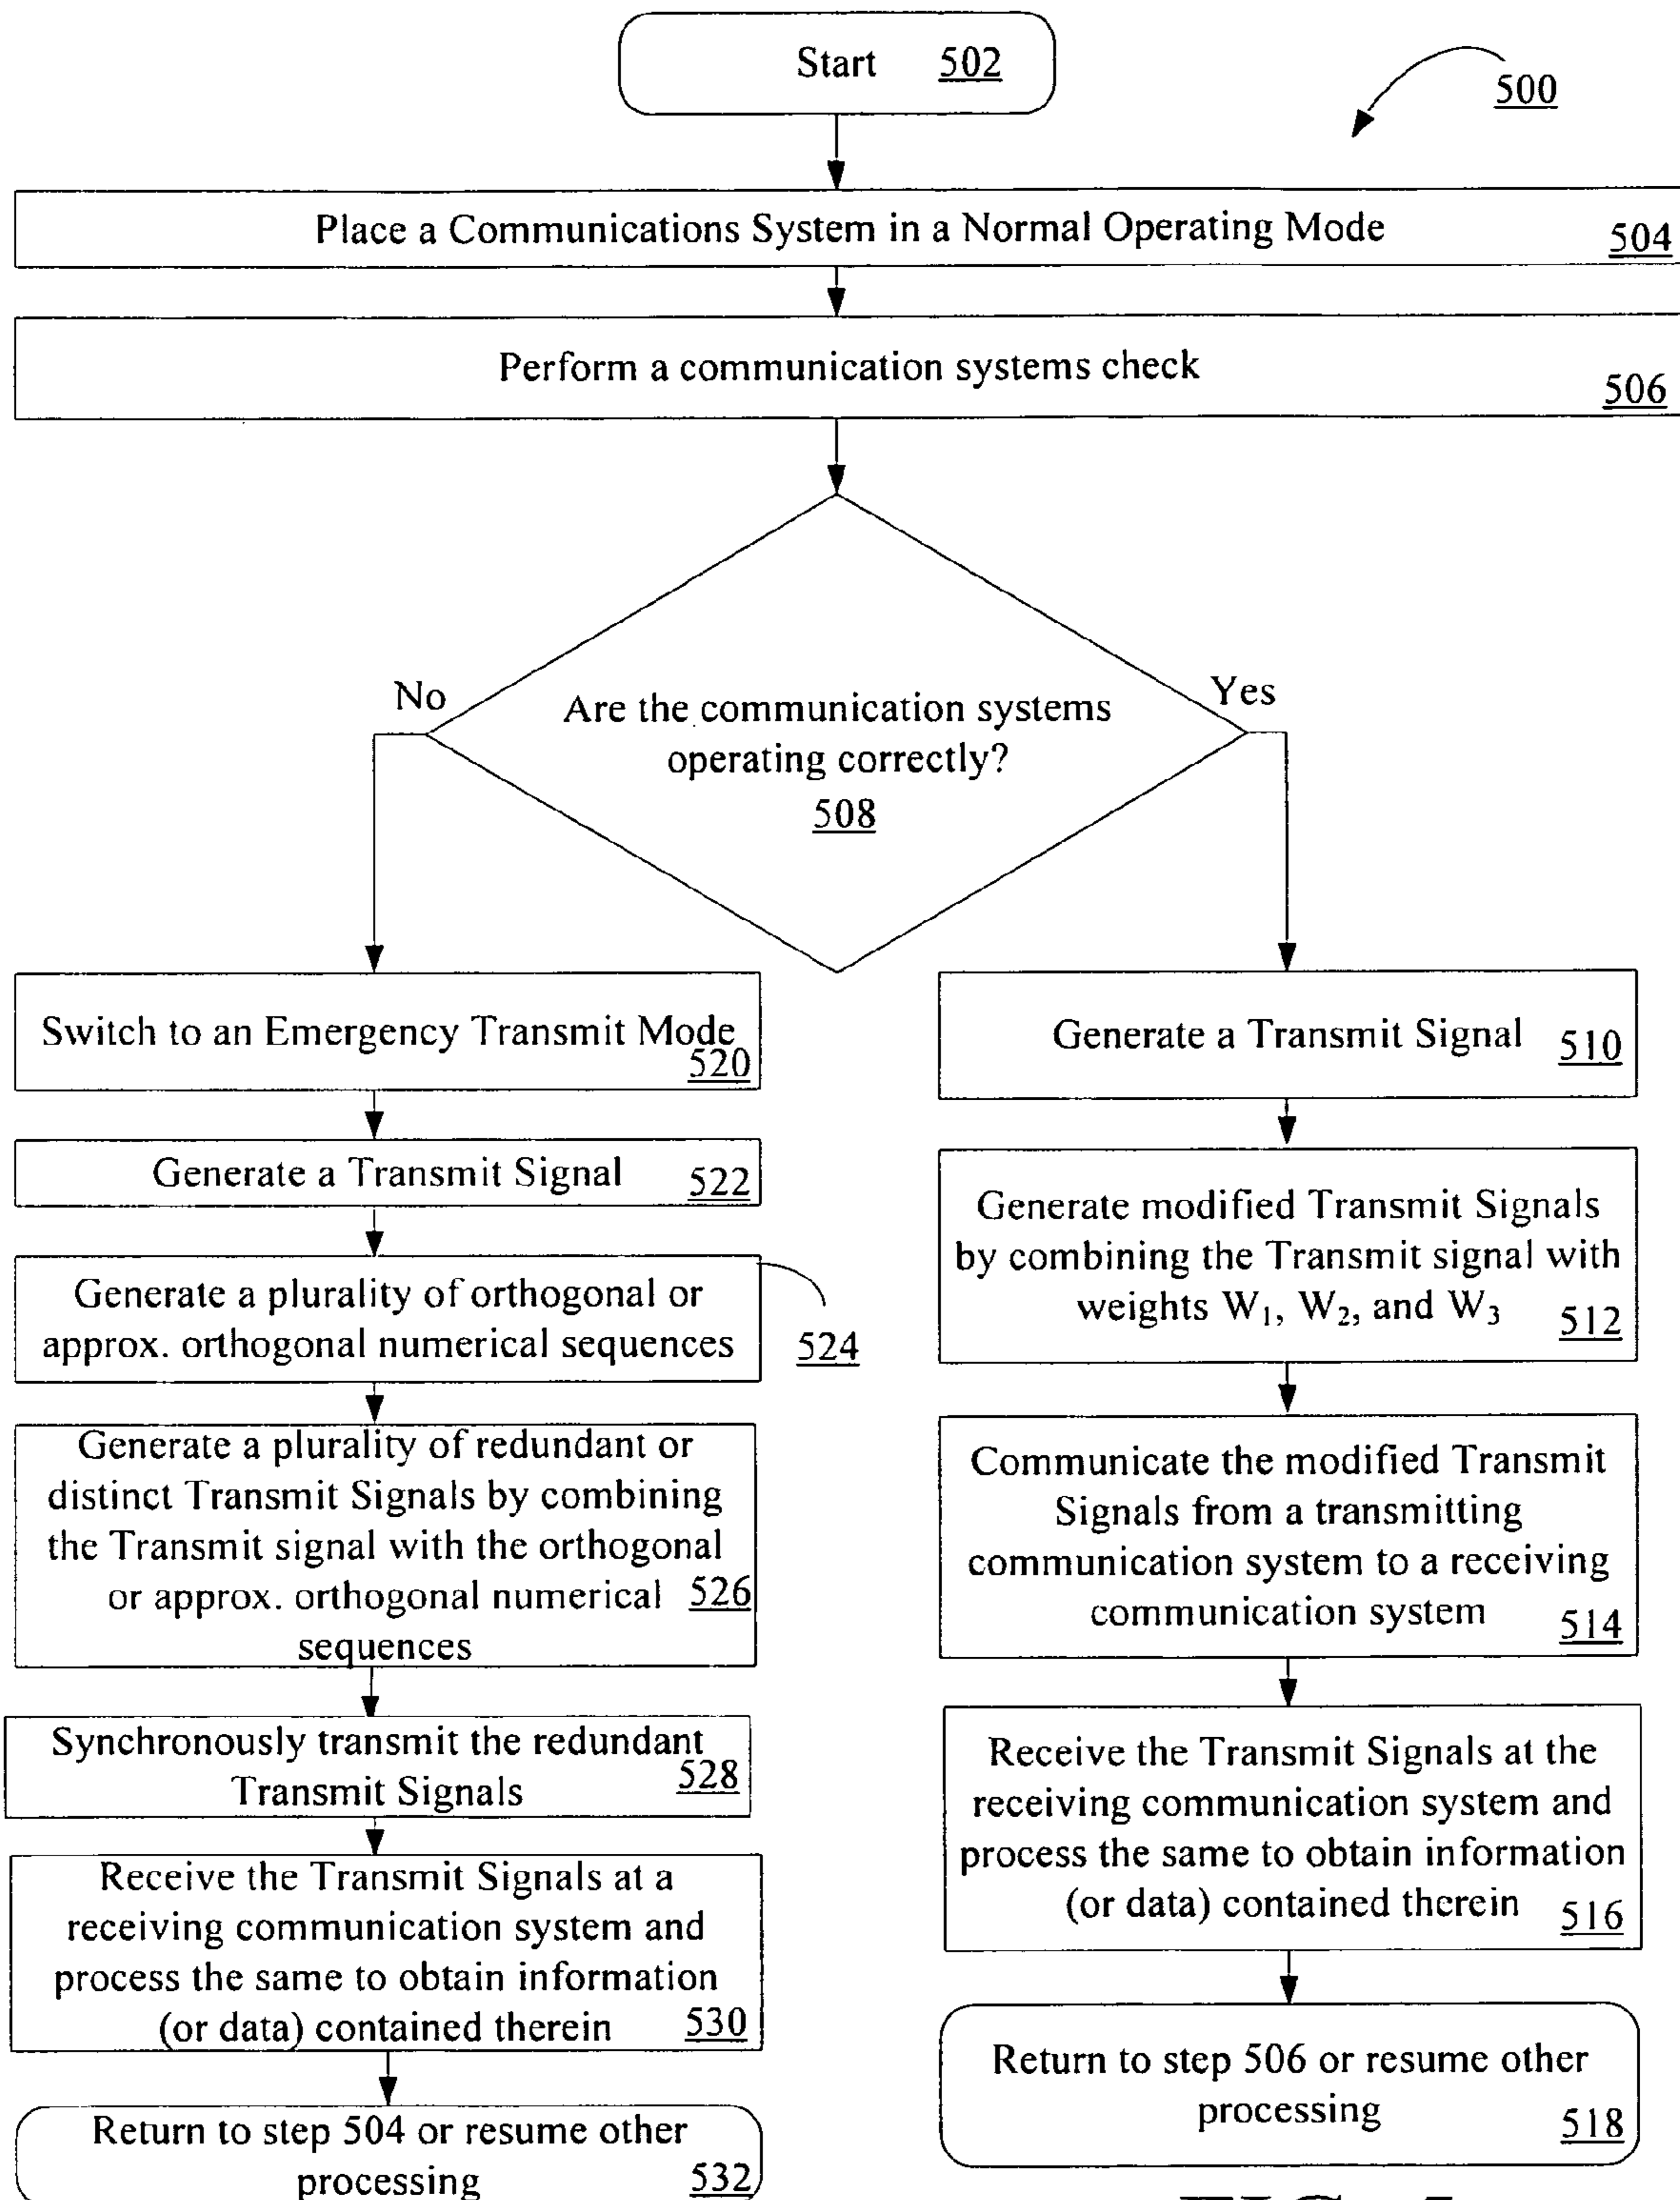 Start 502
500
Place a Communications System in a Normal Operating Mode 504
Perform a communication systems check 506
No
Yes
Are the communication systems
operating correctly?
508
Switch to an Emergency Transmit Mode
520
Generate a Transmit Signal 522
Generate a plurality of orthogonal or
approx. orthogonal numerical sequences
524
Generate a plurality of redundant or
distinct Transmit Signals by combining
the Transmit signal with the orthogonal
or approx. orthogonal numerical 526
sequences
Synchronously transmit the redundant
Transmit Signals 528
Receive the Transmit Signals at a
receiving communication system and
process the same to obtain information
(or data) contained therein 530
Return to step 504 or resume other
processing 532
Generate a Transmit Signal 510
Generate modified Transmit Signals
by combining the Transmit signal with
weights W1, W2, and W3 512
Communicate the modified Transmit
Signals from a transmitting
communication system to a receiving
communication system 514
Receive the Transmit Signals at the
receiving communication system and
process the same to obtain information
(or data) contained therein 516
Return to step 506 or resume other
processing 518